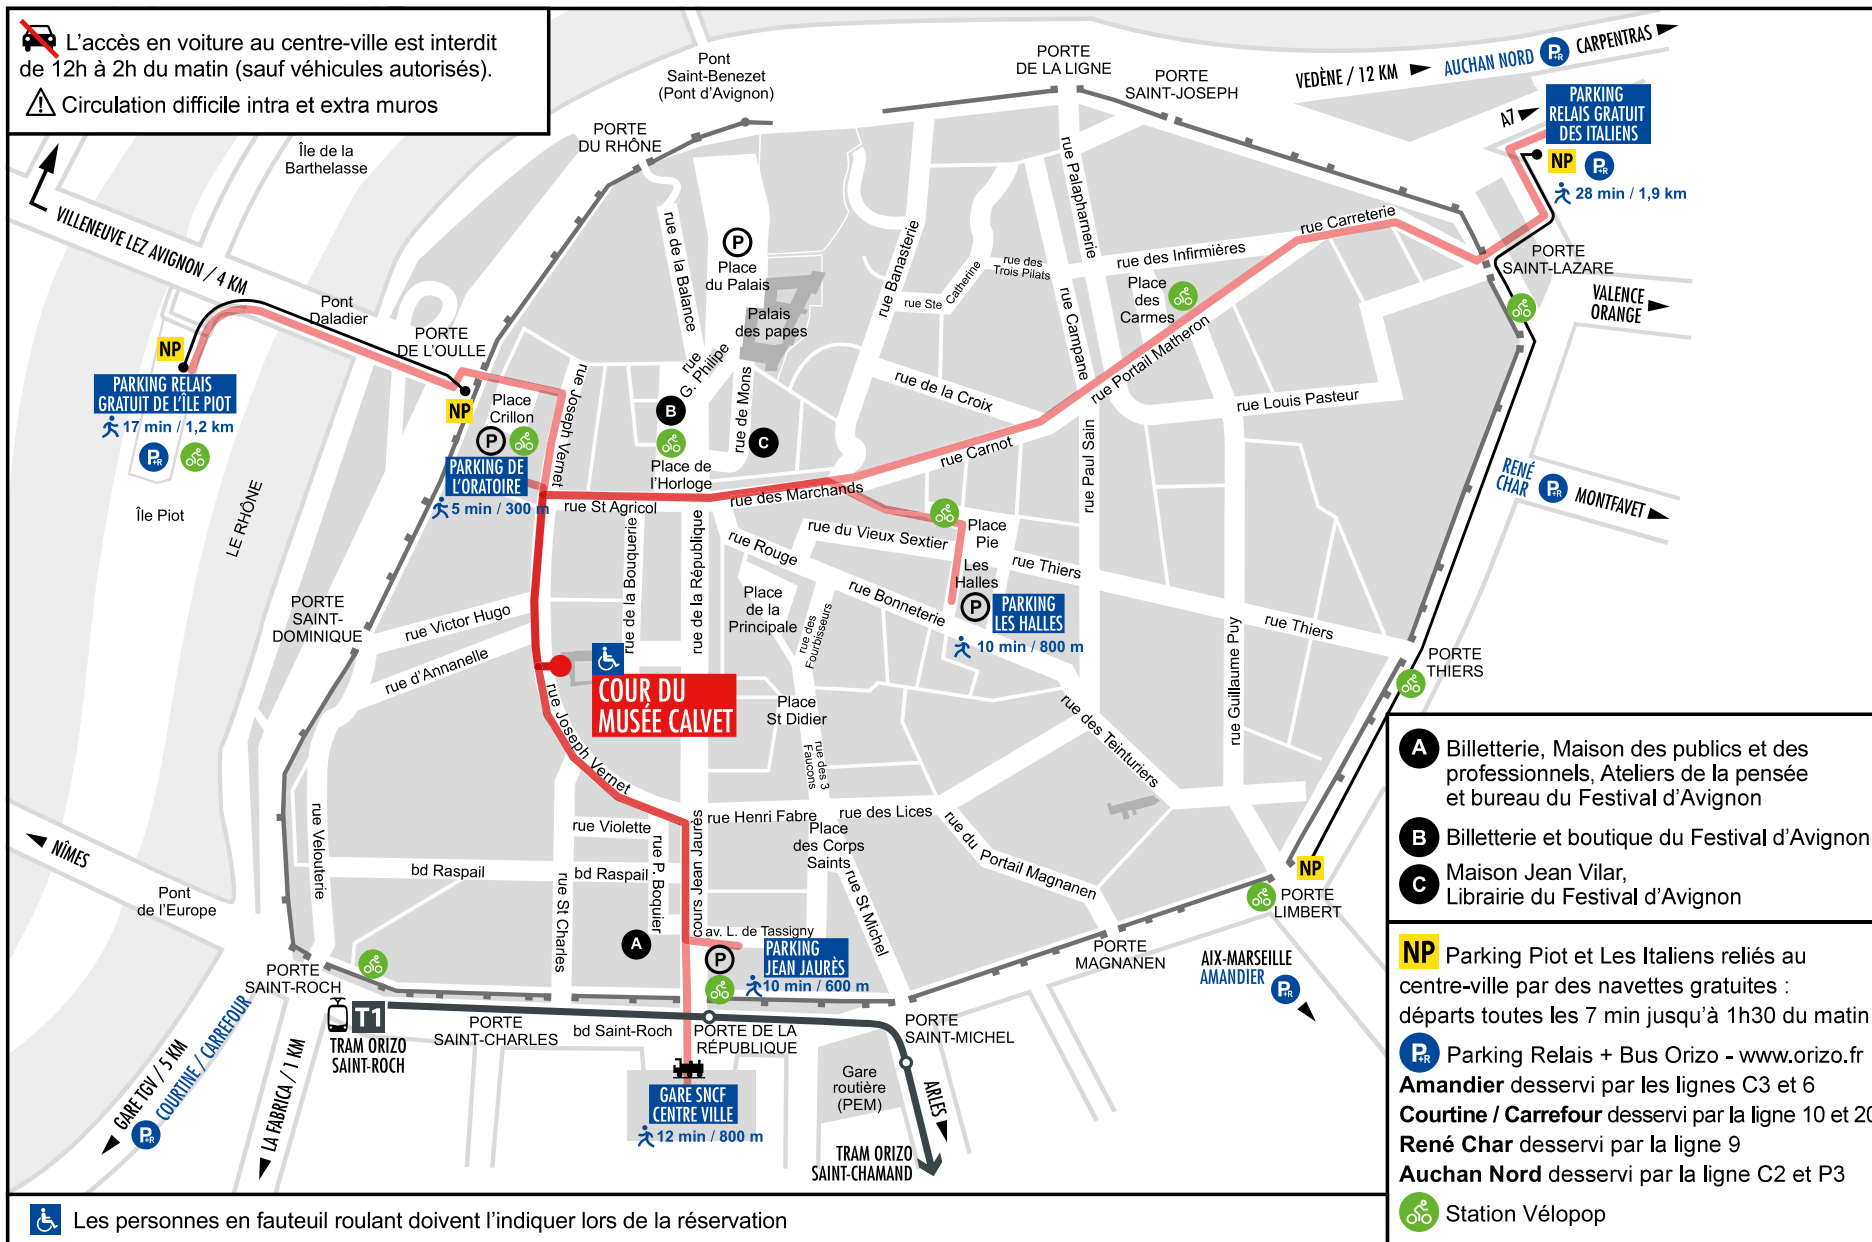 L'accès en voiture au centre-ville est interdit
de 12h à 2h du matin (sauf véhicules autorisés).
Circulation difficile intra et extra muros
Pont
Saint-Benezet
(Pont d'Avignon)
PORTE
DE LA LIGNE
PORTE
SAINT-JOSEPH
VEDÈNE / 12 KM
AUCHAN NORD
P+R
CARPENTRAS
A7
PARKING
RELAIS GRATUIT
DES ITALIENS
NP
P+R
28 min / 1,9 km
PORTE
DU RHÔNE
Île de la
Barthelasse
VILLENEUVE LEZ AVIGNON / 4 KM
Pont
Daladier
PORTE
DE L'OULLE
NP
PARKING RELAIS
GRATUIT DE L'ÎLE PIOT
17 min / 1,2 km
P+R
Île Piot
LE RHÔNE
NP
Place
Crillon
P
PARKING DE
L'ORATOIRE
5 min / 300 m
rue Joseph Vernet
rue de la Balance
P
Place
du Palais
Palais
des papes
rue
G. Philipe
rue de Mons
B
C
Place de
l'Horloge
rue Banasterie
rue Ste
Catherine
rue des
Trois Pilats
rue Palapharnerie
rue des Infirmières
rue Carreterie
Place
des
Carmes
rue Campane
rue Portail Matheron
rue de la Croix
rue Carnot
rue Louis Pasteur
rue Paul Sain
PORTE
SAINT-LAZARE
VALENCE
ORANGE
RENÉ
CHAR
P+R
MONTFAVET
rue St Agricol
rue des Marchands
rue de la Bouquerie
rue de la République
rue Rouge
rue du Vieux Sextier
Place
Pie
Les
Halles
P
PARKING
LES HALLES
10 min / 800 m
rue Thiers
rue Thiers
rue Bonneterie
Place
de la
Principale
rue des
Fourbisseurs
rue Guillaume Puy
PORTE
THIERS
PORTE
SAINT-
DOMINIQUE
rue Victor Hugo
rue d'Annanelle
COUR DU
MUSÉE CALVET
rue Joseph Vernet
Place
St Didier
rue des 3
Faucons
rue des Teinturiers
rue Henri Fabre
rue des Lices
Place
des Corps
Saints
rue du Portail Magnanen
rue Velouterie
rue Violette
bd Raspail
bd Raspail
rue P. Boquier
rue St Charles
cours Jean Jaurès
rue St Michel
A
av. L. de Tassigny
P
PARKING
JEAN JAURÈS
10 min / 600 m
NÎMES
Pont
de l'Europe
PORTE
SAINT-ROCH
T1
TRAM ORIZO
SAINT-ROCH
PORTE
SAINT-CHARLES
bd Saint-Roch
PORTE DE LA
RÉPUBLIQUE
PORTE
SAINT-MICHEL
PORTE
MAGNANEN
NP
PORTE
LIMBERT
AIX-MARSEILLE
AMANDIER
P+R
GARE TGV / 5 KM
COURTINE / CARREFOUR
P+R
LA FABRICA / 1 KM
GARE SNCF
CENTRE VILLE
12 min / 800 m
Gare
routière
(PEM)
ARLES
TRAM ORIZO
SAINT-CHAMAND
A Billetterie, Maison des publics et des
professionnels, Ateliers de la pensée
et bureau du Festival d'Avignon
B Billetterie et boutique du Festival d'Avignon
C Maison Jean Vilar,
Librairie du Festival d'Avignon
NP Parking Piot et Les Italiens reliés au
centre-ville par des navettes gratuites :
départs toutes les 7 min jusqu'à 1h30 du matin
P+R Parking Relais + Bus Orizo - www.orizo.fr
Amandier desservi par les lignes C3 et 6
Courtine / Carrefour desservi par la ligne 10 et 20
René Char desservi par la ligne 9
Auchan Nord desservi par la ligne C2 et P3
Station Vélopop
Les personnes en fauteuil roulant doivent l'indiquer lors de la réservation